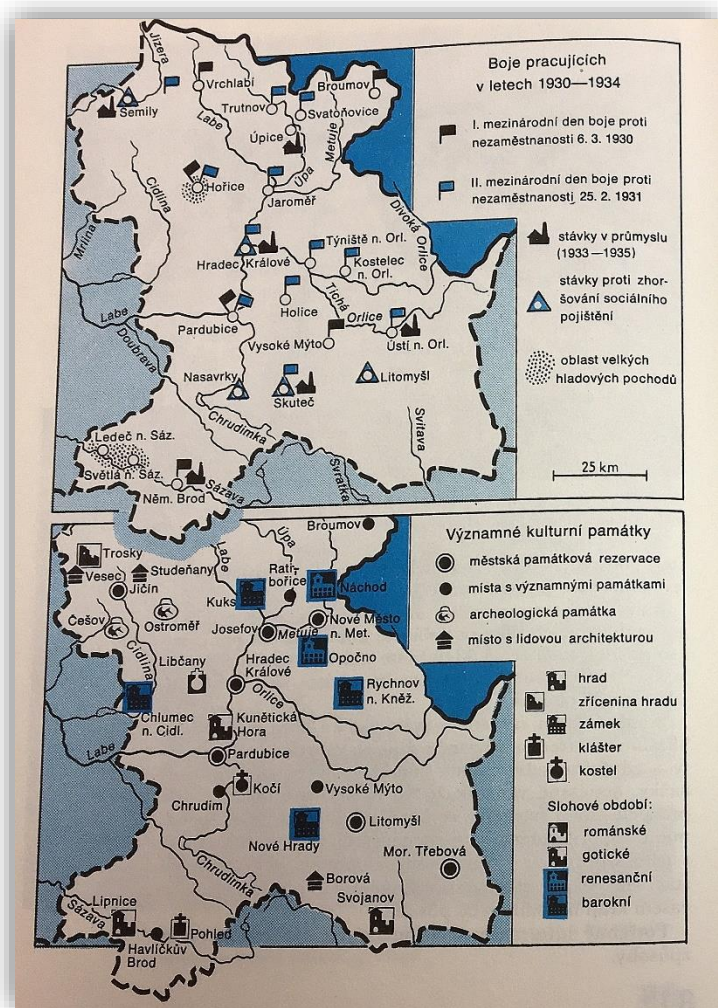 Boje pracujících
v letech 1930—1934
I. mezinárodní den boje proti
nezaměstnanosti 6. 3. 1930
II. mezinárodní den boje proti
nezaměstnanosti 25. 2. 1931
stávky v průmyslu
(1933—1935)
stávky proti zhor-
šování sociálního
pojištění
oblast velkých
hladových pochodů
25 km
Jizera
Semily
Vrchlabí
Trutnov
Broumov
Svatoňovice
Labe
Úpice
Metuje
Úpa
Cidlina
Hořice
Jaroměř
Mrlina
Divoká Orlice
Týniště n. Orl.
Hradec Králové
Kostelec
n. Orl.
Tichá
Orlice
Holice
Labe
Pardubice
Vysoké Mýto
Ústí n. Orl.
Doubrava
Nasavrky
Skuteč
Litomyšl
Chrudimka
Svitava
Svratka
Ledeč n. Sáz.
Světlá n. Sáz.
Něm. Brod
Sázava
Významné kulturní památky
městská památková rezervace
místa s významnými památkami
archeologická památka
místo s lidovou architekturou
hrad
zřícenina hradu
zámek
klášter
kostel
Slohové období:
románské
gotické
renesanční
barokní
Broumov
Trosky
Úpa
Labe
Vesec
Studeňany
Rati-
bořice
Jičín
Kuks
Náchod
Češov
Ostroměř
Josefov
Metuje
Nové Město
n. Met.
Cidlina
Libčany
Hradec
Králové
Opočno
Orlice
Rychnov
n. Kněž.
Chlumec
n. Cidl.
Kunětická
Hora
Labe
Pardubice
Kočí
Chrudim
Vysoké Mýto
Nové Hrady
Litomyšl
Mor. Třebová
Chrudimka
Borová
Svojanov
Lipnice
Sázava
Pohled
Havlíčkův
Brod